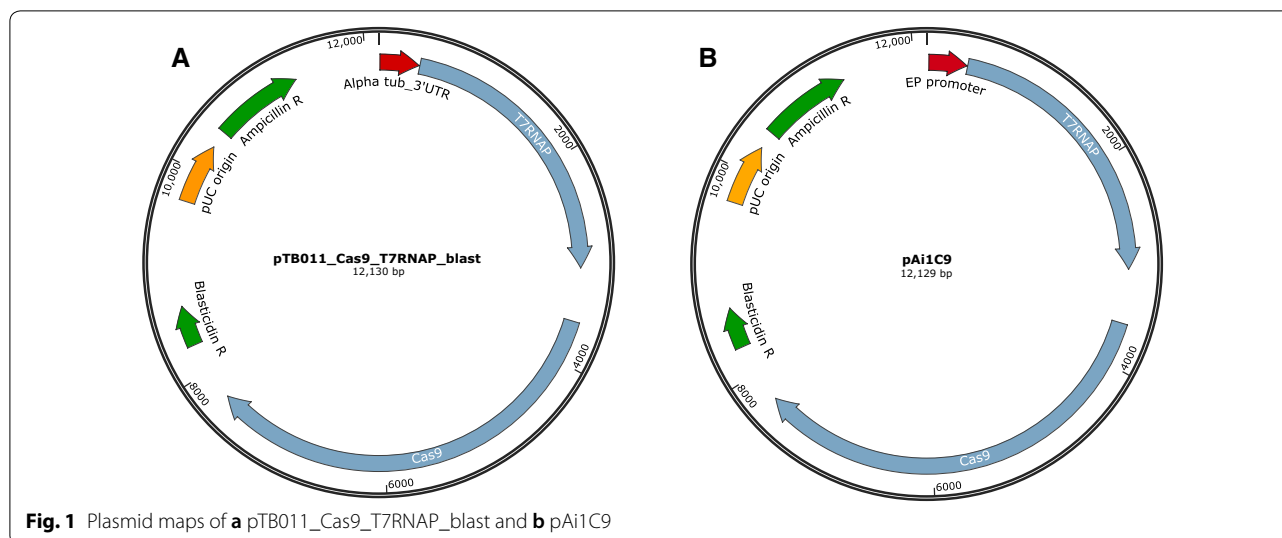 A
12,000
Alpha tub_3'UTR
T7RNAP
2000
Ampicillin R
pUC origin
10,000
pTB011_Cas9_T7RNAP_blast
12,130 bp
Blasticidin R
8000
4000
Cas9
6000
B
12,000
EP promoter
T7RNAP
2000
Ampicillin R
pUC origin
10,000
pAi1C9
12,129 bp
Blasticidin R
8000
4000
Cas9
6000
Fig. 1 Plasmid maps of a pTB011_Cas9_T7RNAP_blast and b pAi1C9